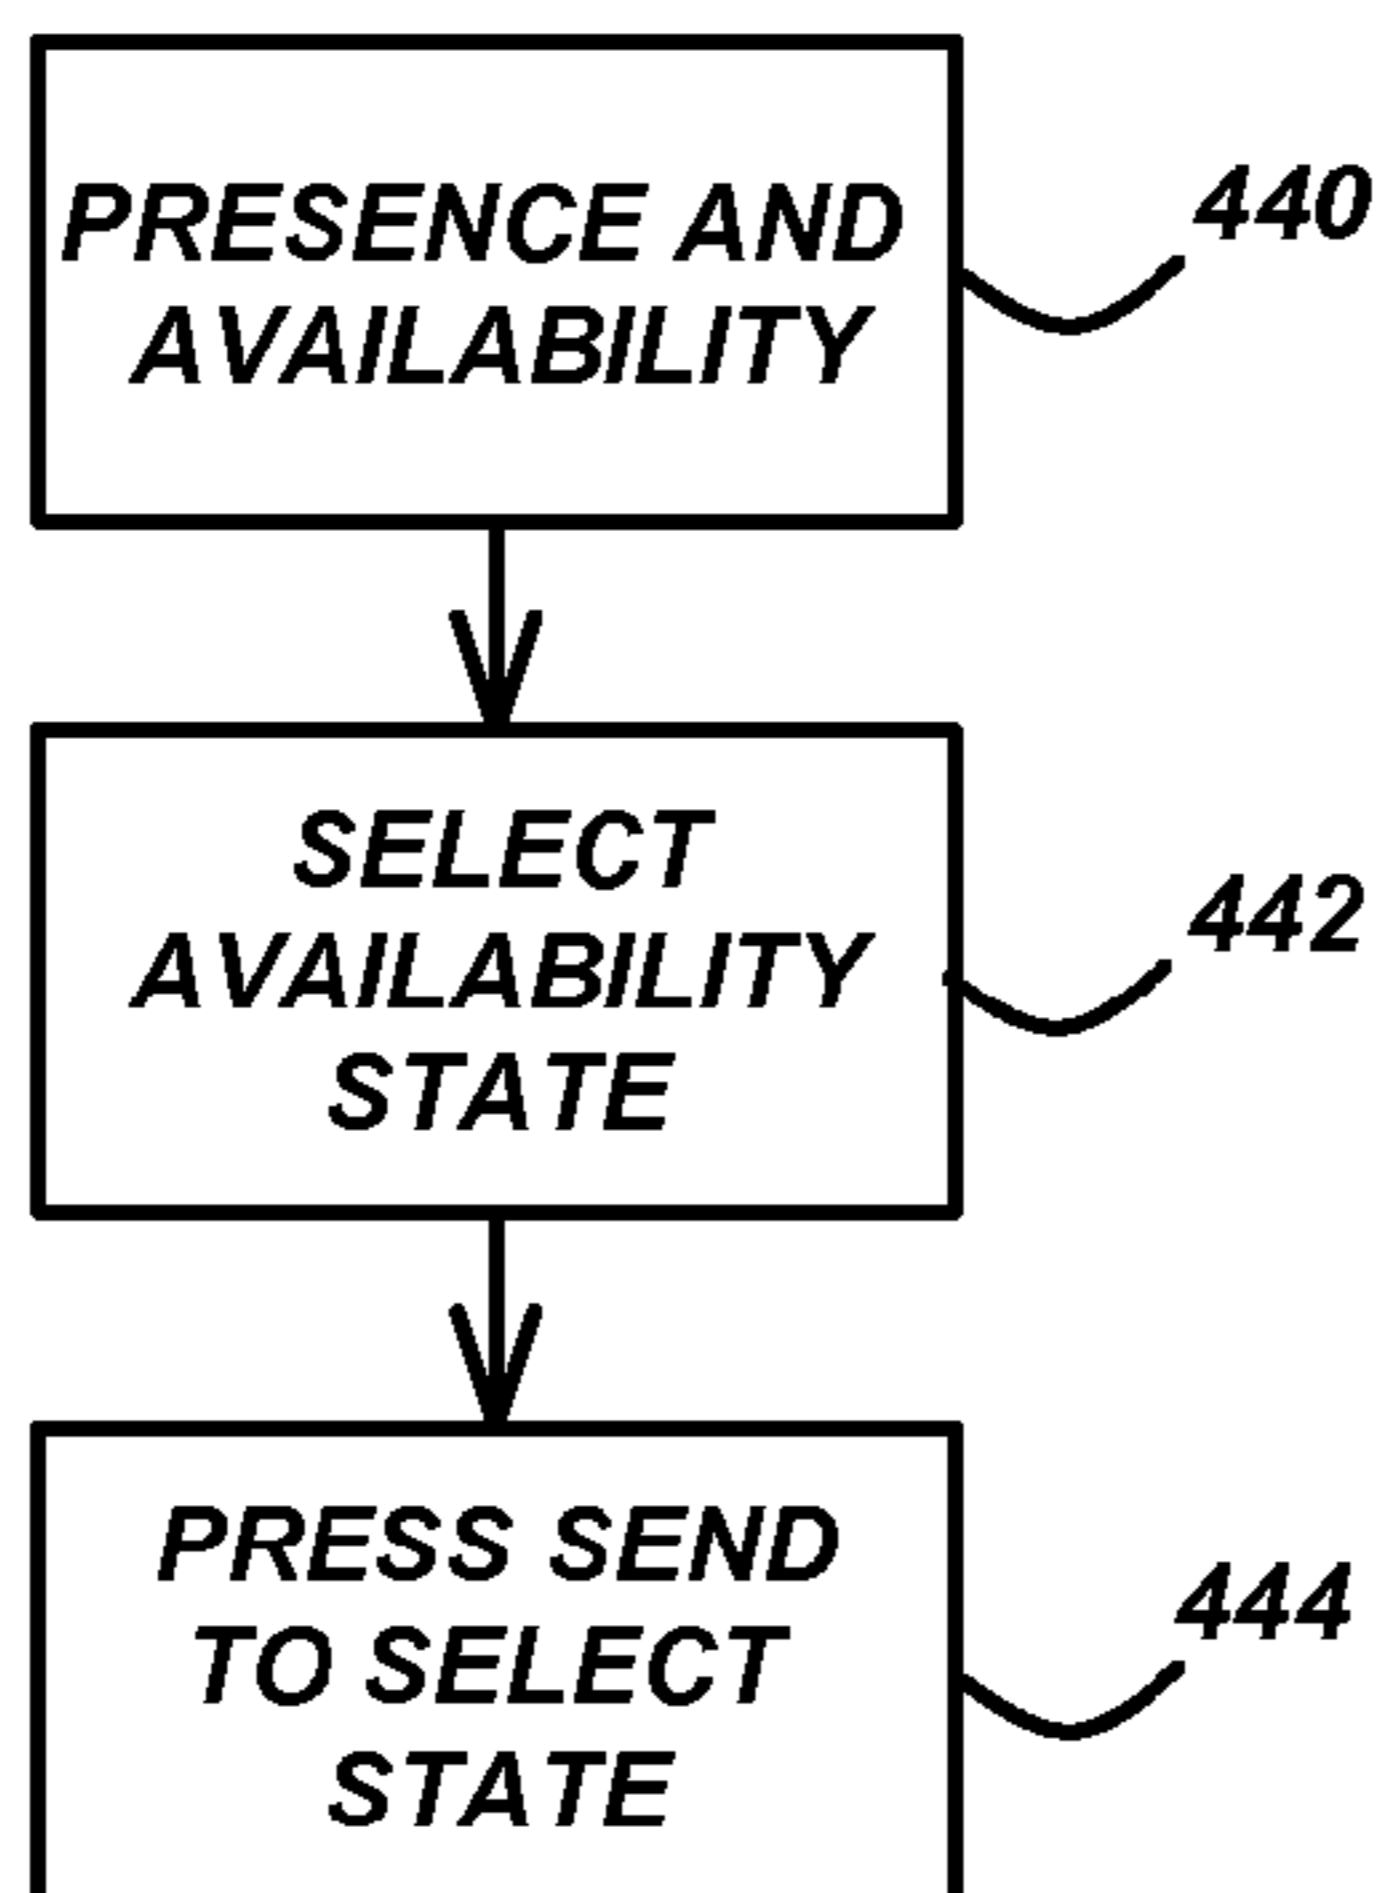 PRESENCE AND
AVAILABILITY
440
SELECT
AVAILABILITY
STATE
442
PRESS SEND
TO SELECT
STATE
444